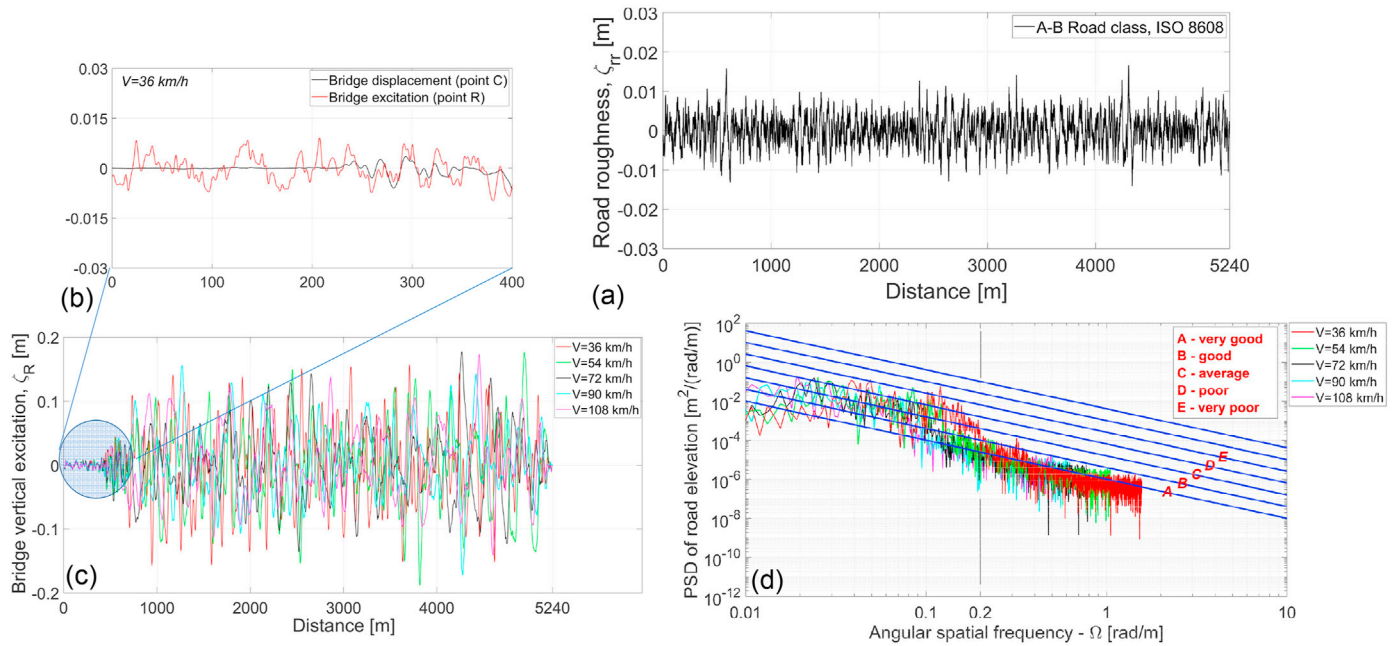 0.03
0.015
0
-0.015
-0.03
V=36 km/h
Bridge displacement (point C)
Bridge excitation (point R)
0
100
200
300
400
(b)
Road roughness, ζrr [m]
0.03
0.02
0.01
0
-0.01
-0.02
-0.03
A-B Road class, ISO 8608
0
1000
2000
3000
4000
5240
Distance [m]
(a)
Bridge vertical excitation, ζR [m]
0.2
0.1
0
-0.1
-0.2
V=36 km/h
V=54 km/h
V=72 km/h
V=90 km/h
V=108 km/h
(c)
0
1000
2000
3000
4000
5240
Distance [m]
PSD of road elevation [m²/(rad/m)]
10²
10⁰
10⁻²
10⁻⁴
10⁻⁶
10⁻⁸
10⁻¹⁰
10⁻¹²
A - very good
B - good
C - average
D - poor
E - very poor
V=36 km/h
V=54 km/h
V=72 km/h
V=90 km/h
V=108 km/h
E
D
C
B
A
(d)
0.01
0.1
0.2
1
10
Angular spatial frequency - Ω [rad/m]